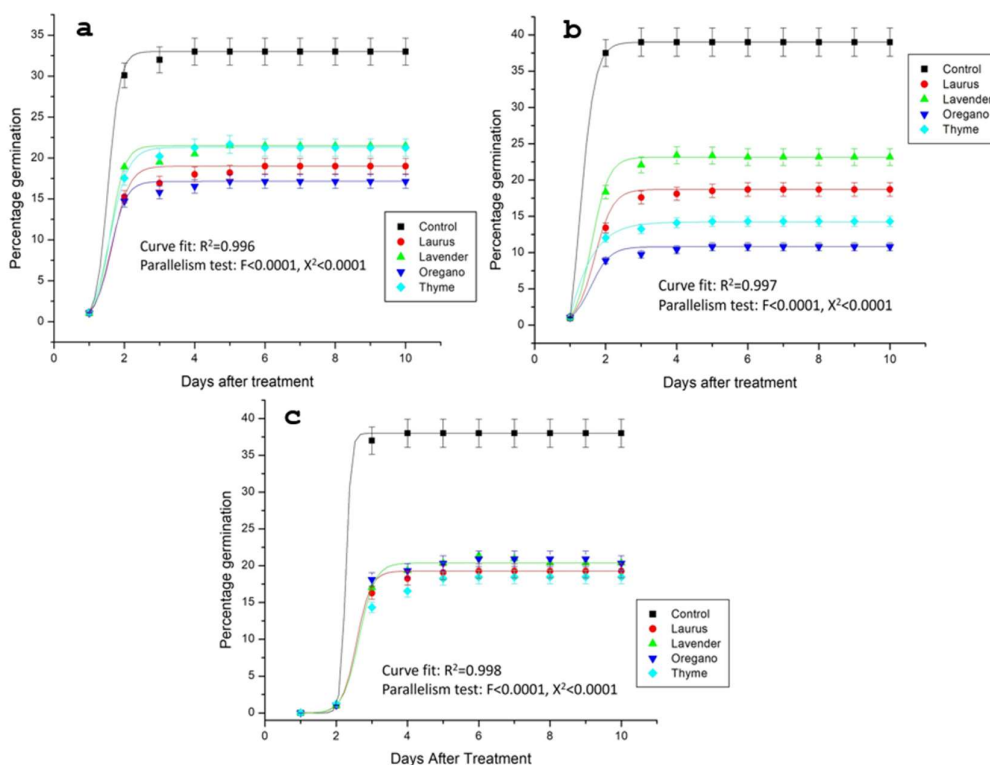 a
Percentage germination
35
30
25
20
15
10
5
0
Control
Laurus
Lavender
Oregano
Thyme
Curve fit: R²=0.996
Parallelism test: F<0.0001, X²<0.0001
0 2 4 6 8 10
Days after treatment
b
Percentage germination
40
35
30
25
20
15
10
5
0
Control
Laurus
Lavender
Oregano
Thyme
Curve fit: R²=0.997
Parallelism test: F<0.0001, X²<0.0001
0 2 4 6 8 10
Days after treatment
c
Percentage germination
40
35
30
25
20
15
10
5
0
Control
Laurus
Lavender
Oregano
Thyme
Curve fit: R²=0.998
Parallelism test: F<0.0001, X²<0.0001
0 2 4 6 8 10
Days After Treatment